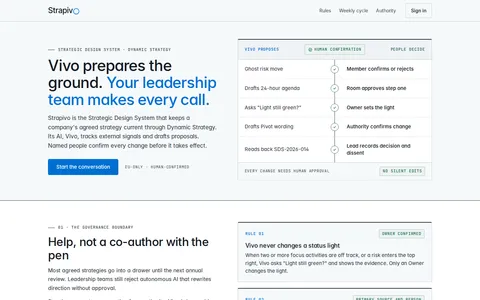 Strapivo
Rules
Weekly cycle
Authority
Sign in
STRATEGIC DESIGN SYSTEM · DYNAMIC STRATEGY
Vivo prepares the
ground. Your leadership
team makes every call.
Strapivo is the Strategic Design System that keeps a
company's agreed strategy current through Dynamic Strategy.
Its AI, Vivo, tracks external signals and drafts proposals.
Named people confirm every change before it takes effect.
Start the conversation
EU-ONLY · HUMAN-CONFIRMED
VIVO PROPOSES
HUMAN CONFIRMATION
PEOPLE DECIDE
Ghost risk move
Member confirms or rejects
Drafts 24-hour agenda
Room approves step one
Asks "Light still green?"
Owner sets the light
Drafts Pivot wording
Authority confirms change
Reads back SDS-2026-014
Lead records decision and
dissent
EVERY CHANGE NEEDS HUMAN APPROVAL
NO SILENT EDITS
01 · THE GOVERNANCE BOUNDARY
Help, not a co-author with the
pen
Most agreed strategies go into a drawer until the next annual
review. Leadership teams still reject autonomous AI that rewrites
direction without approval.
RULE 01
OWNER CONFIRMED
Vivo never changes a status light
When two or more focus activities are off track, or a risk enters the
top right, Vivo asks "Light still green?" and shows the evidence. Only an Owner
changes the light.
RULE 02
PRIMARY SOURCE AND PERSON